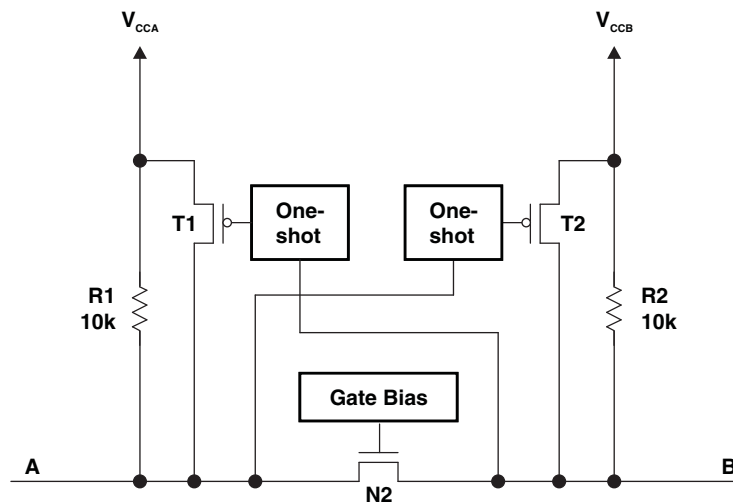 VCCA
VCCB
One-
shot
One-
shot
T1
T2
R1
10k
R2
10k
Gate Bias
A
B
N2